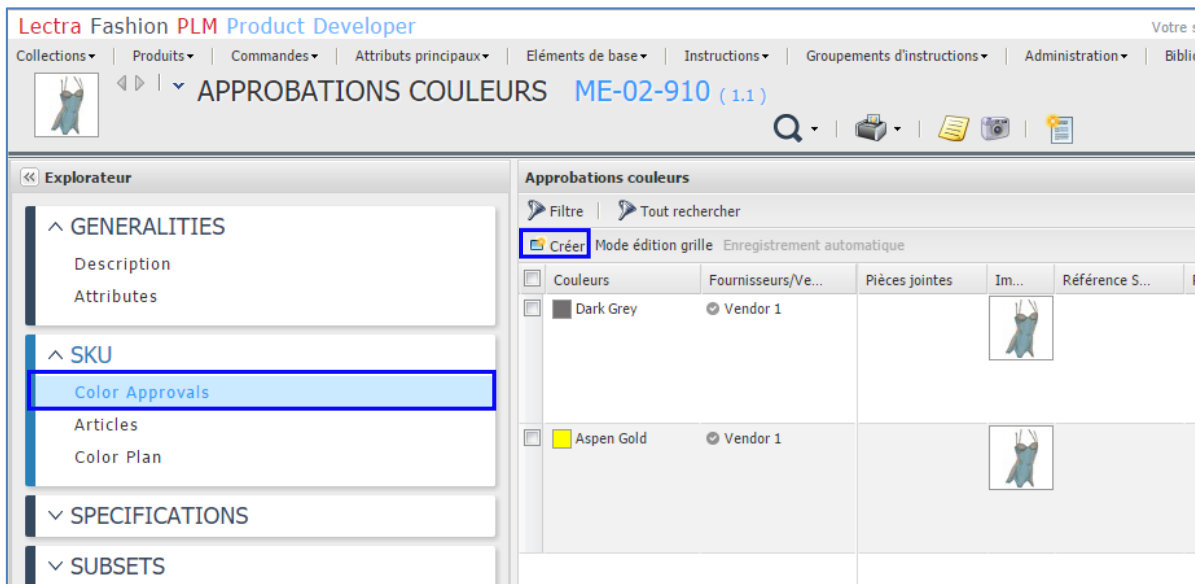 Lectra Fashion PLM Product Developer
Votre s
Collections Produits Commandes Attributs principaux Eléments de base Instructions Groupements d'instructions Administration Biblio
APPROBATIONS COULEURS ME-02-910 ( 1.1 )
Explorateur
GENERALITIES
Description
Attributes
SKU
Color Approvals
Articles
Color Plan
SPECIFICATIONS
SUBSETS
Approbations couleurs
Filtre Tout rechercher
Créer Mode édition grille Enregistrement automatique
Couleurs Fournisseurs/Ve... Pièces jointes Im... Référence S...
Dark Grey Vendor 1
Aspen Gold Vendor 1